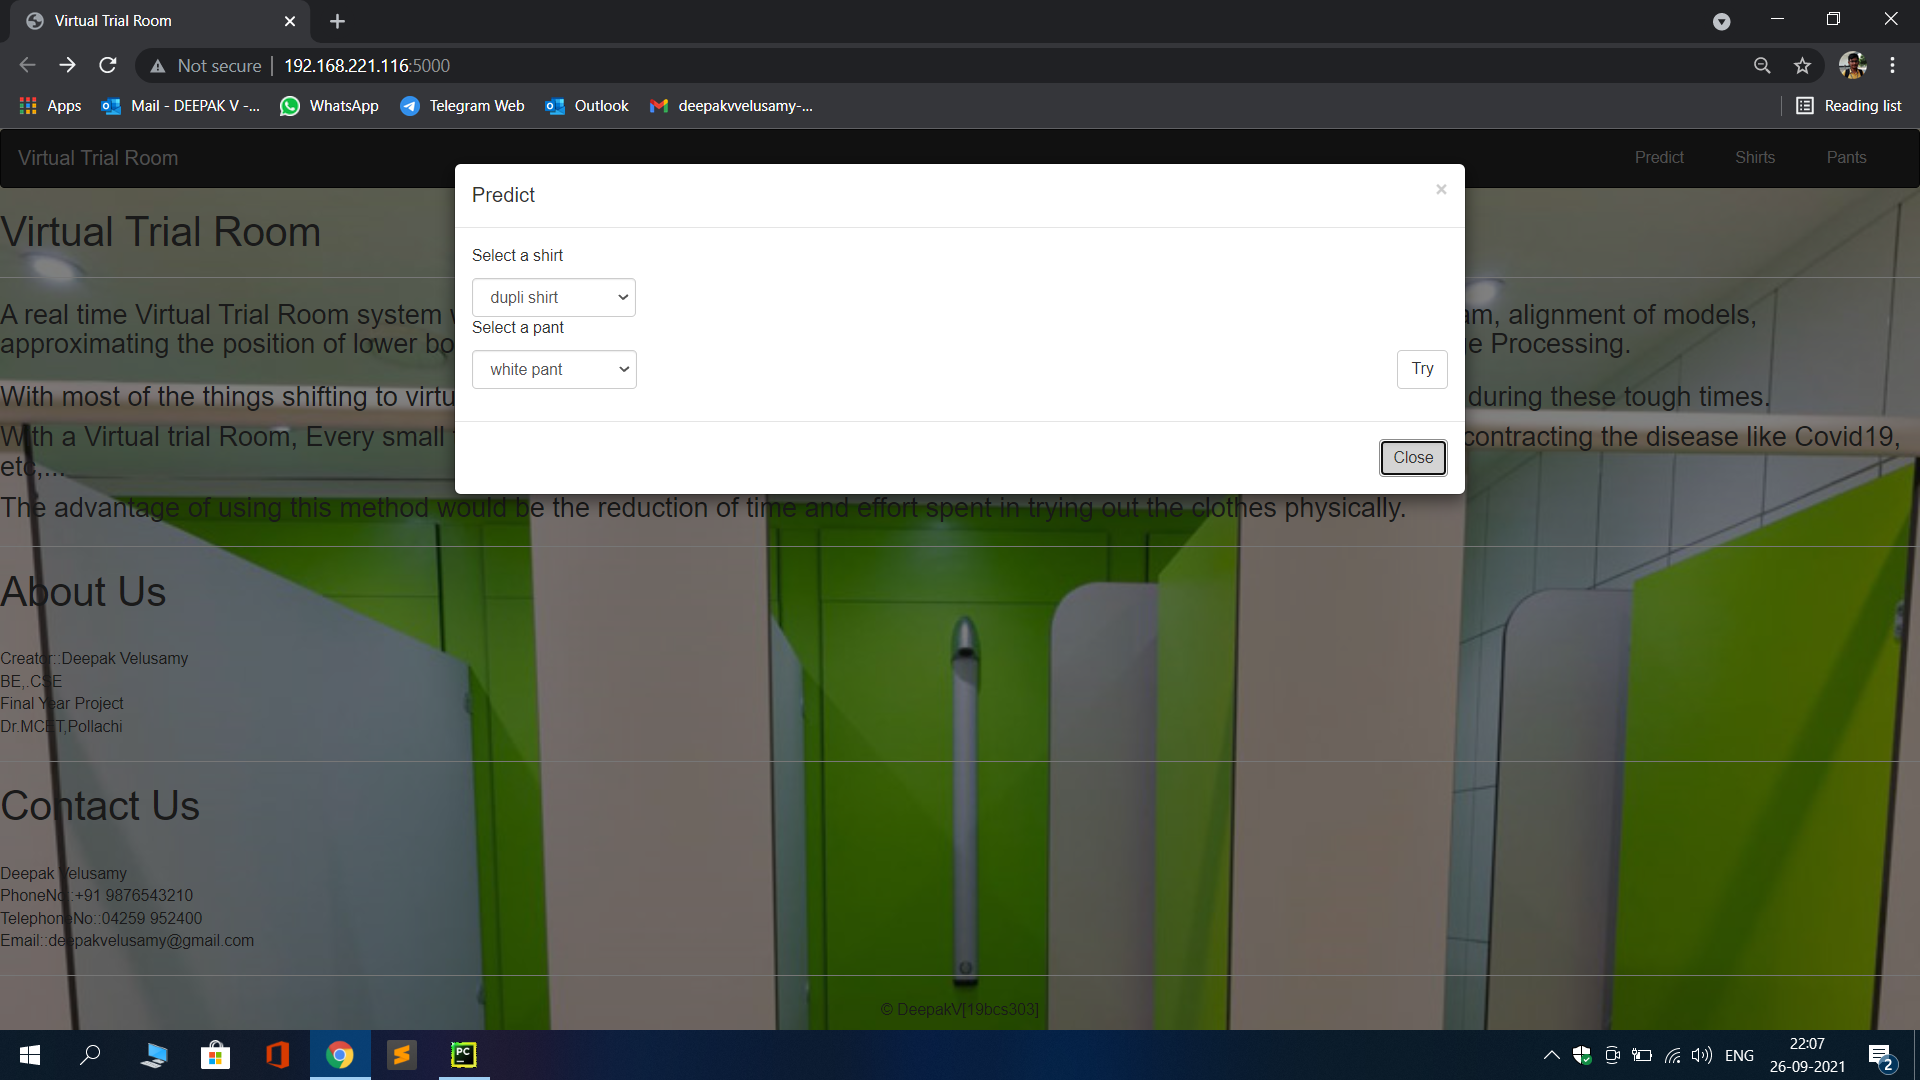 Virtual Trial Room
Not secure | 192.168.221.116:5000
Apps
Mail - DEEPAK V -...
WhatsApp
Telegram Web
Outlook
deepakvvelusamy-...
Reading list
Virtual Trial Room
Predict
Shirts
Pants
Predict
×
Select a shirt
dupli shirt
Select a pant
white pant
Try
Close
Virtual Trial Room
A real time Virtual Trial Room system
am, alignment of models,
approximating the position of lower bo
e Processing.
With most of the things shifting to virtu
during these tough times.
With a Virtual trial Room, Every small
contracting the disease like Covid19,
etc,...
The advantage of using this method would be the reduction of time and effort spent in trying out the clothes physically.
About Us
Creator::Deepak Velusamy
BE,.CSE
Final Year Project
Dr.MCET,Pollachi
Contact Us
Deepak Velusamy
PhoneNo::+91 9876543210
TelephoneNo::04259 952400
Email::deepakvelusamy@gmail.com
© DeepakV[19bcs303]
PC
ENG
22:07
26-09-2021
2